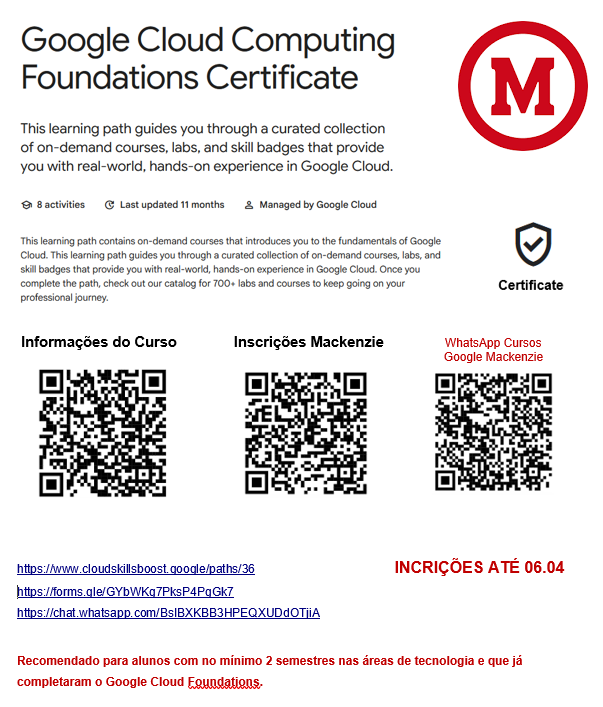 Google Cloud Computing
Foundations Certificate
M
This learning path guides you through a curated collection
of on-demand courses, labs, and skill badges that provide
you with real-world, hands-on experience in Google Cloud.
8 activities Last updated 11 months Managed by Google Cloud
This learning path contains on-demand courses that introduces you to the fundamentals of Google
Cloud. This learning path guides you through a curated collection of on-demand courses, labs, and
skill badges that provide you with real-world, hands-on experience in Google Cloud. Once you
complete the path, check out our catalog for 700+ labs and courses to keep going on your
professional journey.
Certificate
Informações do Curso
Inscrições Mackenzie
WhatsApp Cursos
Google Mackenzie
https://www.cloudskillsboost.google/paths/36
https://forms.gle/GYbWKq7PksP4PqGk7
https://chat.whatsapp.com/BsIBXKBB3HPEQXUDdOTjiA
INCRIÇÕES ATÉ 06.04
Recomendado para alunos com no mínimo 2 semestres nas áreas de tecnologia e que já
completaram o Google Cloud Foundations.